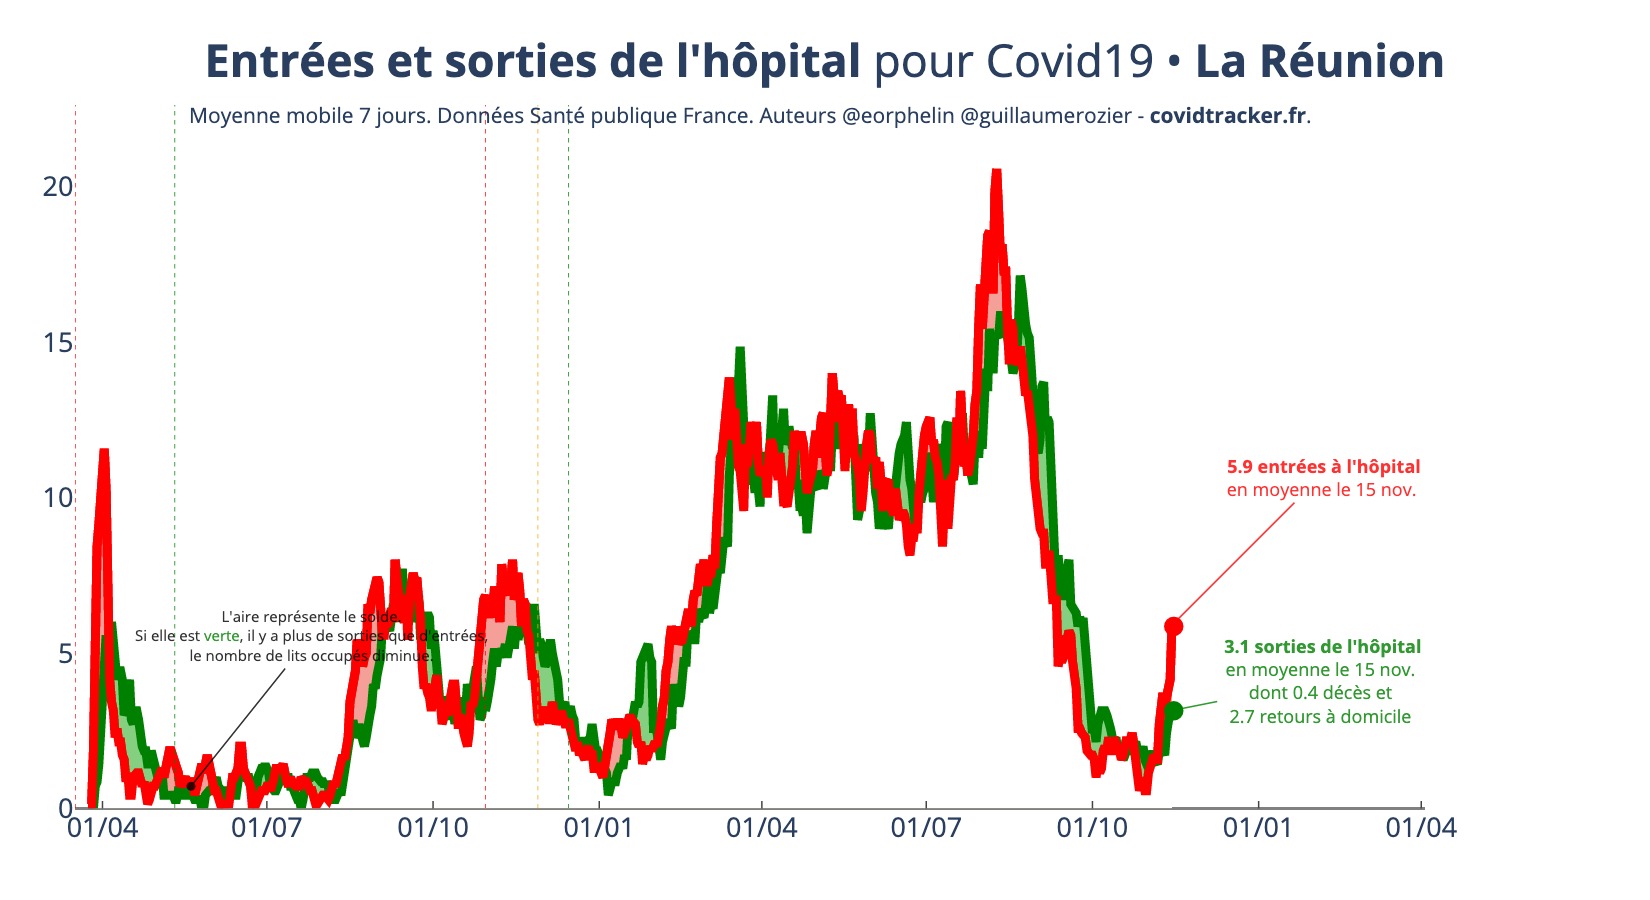 Entrées et sorties de l'hôpital pour Covid19 • La Réunion
Moyenne mobile 7 jours. Données Santé publique France. Auteurs @eorphelin @guillaumerozier - covidtracker.fr.
20
15
10
5
0
5.9 entrées à l'hôpital
en moyenne le 15 nov.
L'aire représente le solde.
Si elle est verte, il y a plus de sorties que d'entrées,
le nombre de lits occupés diminue.
3.1 sorties de l'hôpital
en moyenne le 15 nov.
dont 0.4 décès et
2.7 retours à domicile
01/04 01/07 01/10 01/01 01/04 01/07 01/10 01/01 01/04